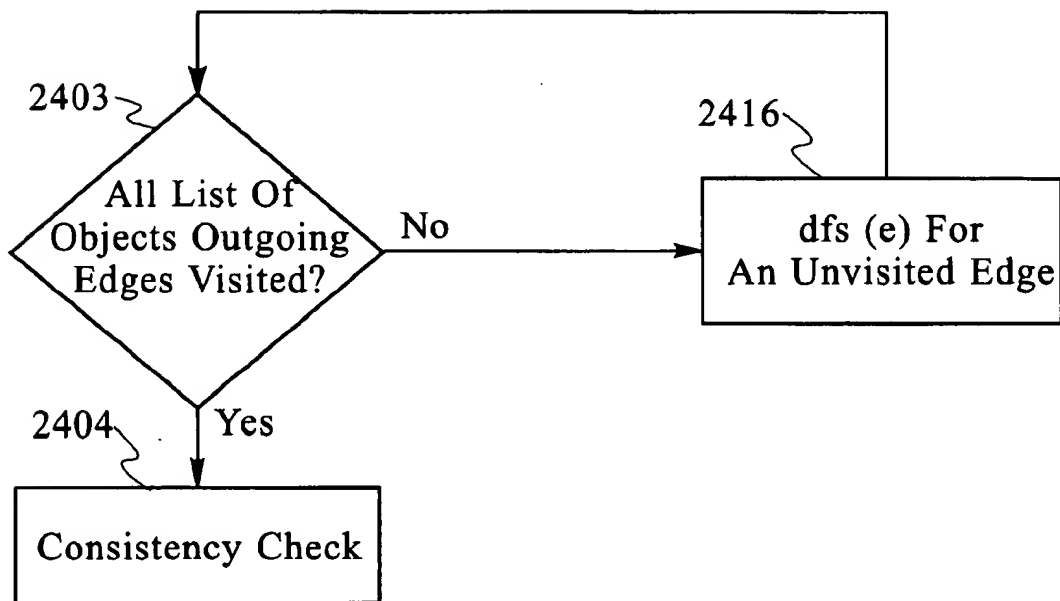 2403
All List Of
Objects Outgoing
Edges Visited?
No
2416
dfs (e) For
An Unvisited Edge
Yes
2404
Consistency Check